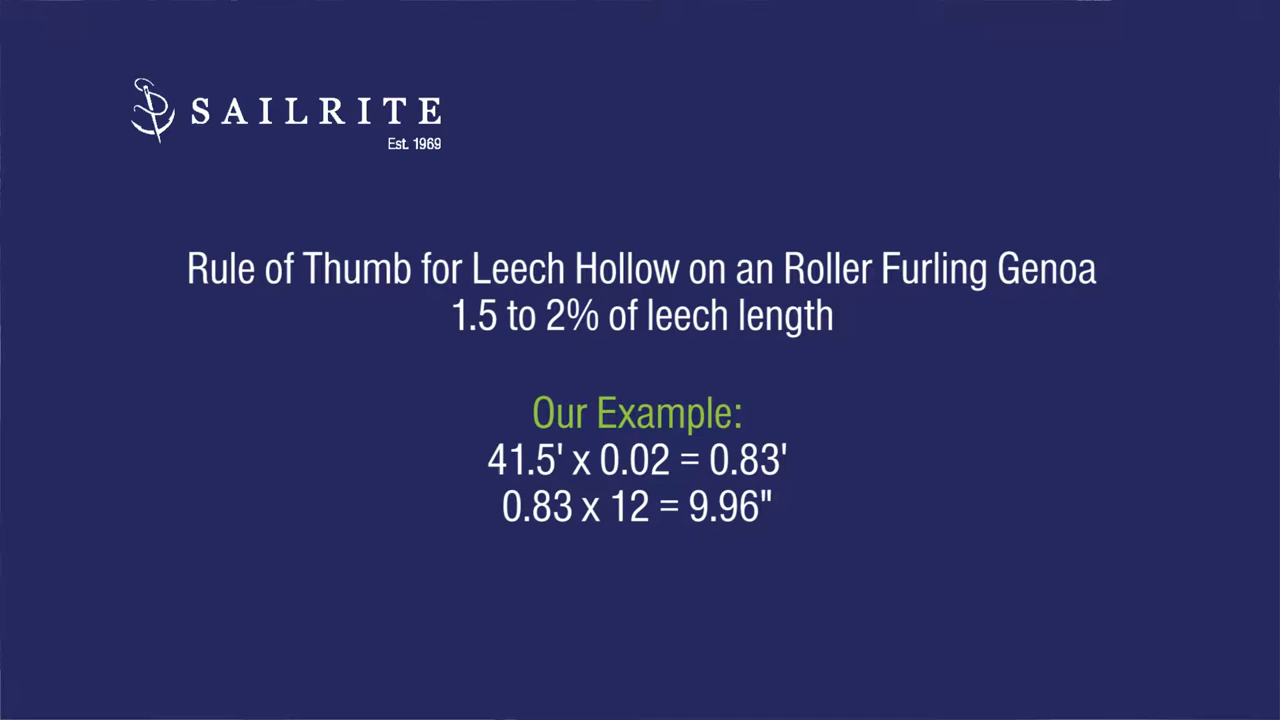 SAILRITE
Est. 1969
Rule of Thumb for Leech Hollow on an Roller Furling Genoa
1.5 to 2% of leech length
Our Example:
41.5' x 0.02 = 0.83'
0.83 x 12 = 9.96"